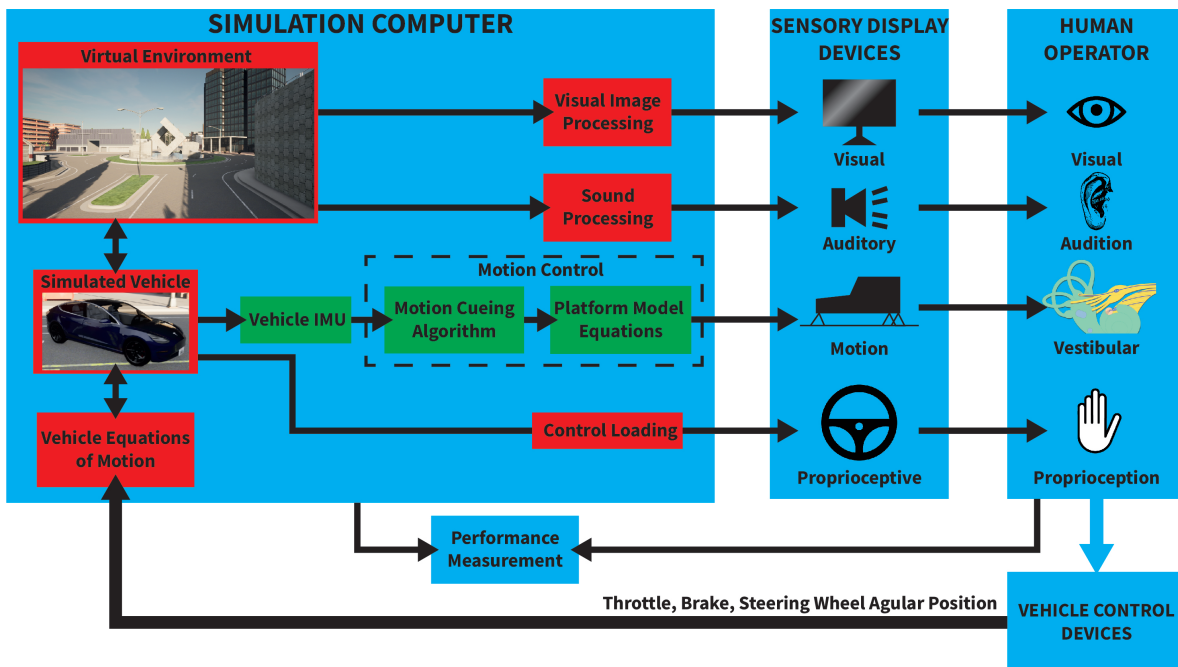 SIMULATION COMPUTER
Virtual Environment
Visual Image
Processing
Sound
Processing
Simulated Vehicle
Vehicle IMU
Motion Control
Motion Cueing
Algorithm
Platform Model
Equations
Vehicle Equations
of Motion
Control Loading
SENSORY DISPLAY
DEVICES
Visual
Auditory
Motion
Proprioceptive
HUMAN
OPERATOR
Visual
Audition
Vestibular
Proprioception
Performance
Measurement
Throttle, Brake, Steering Wheel Agular Position
VEHICLE CONTROL
DEVICES